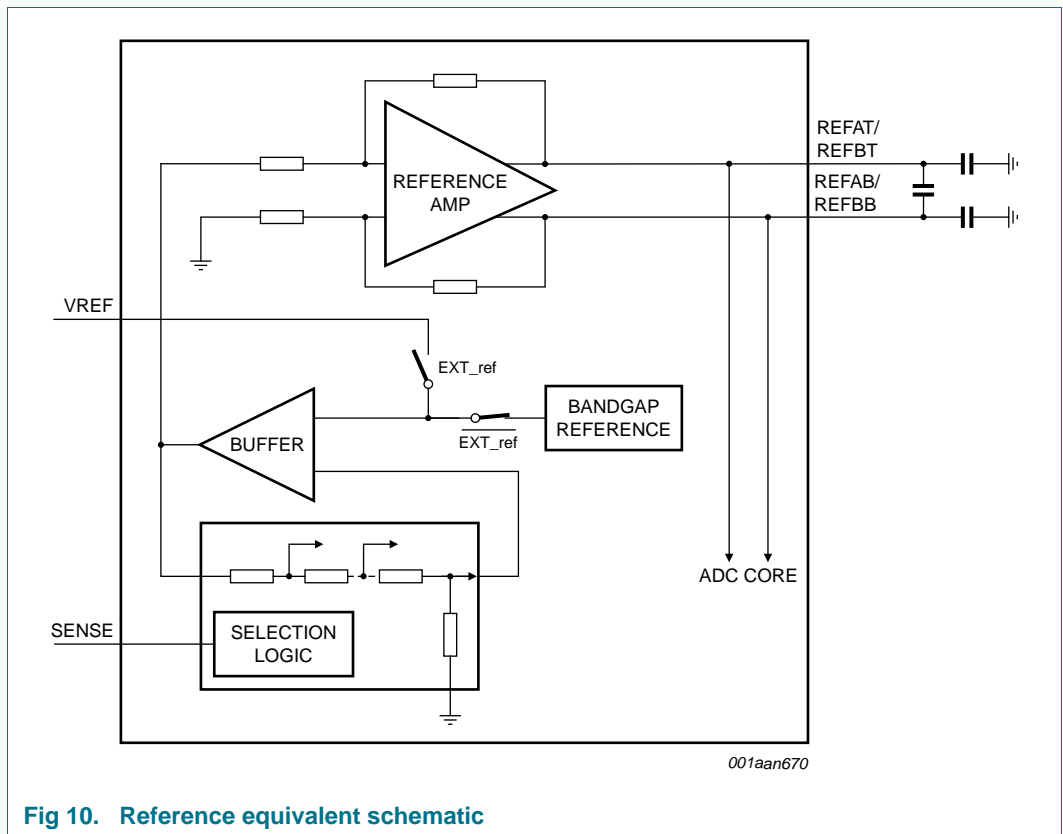 REFAT/
REFBT
REFERENCE
AMP
REFAB/
REFBB
VREF
EXT_ref
BANDGAP
REFERENCE
BUFFER
EXT_ref
ADC CORE
SENSE
SELECTION
LOGIC
001aan670
Fig 10. Reference equivalent schematic